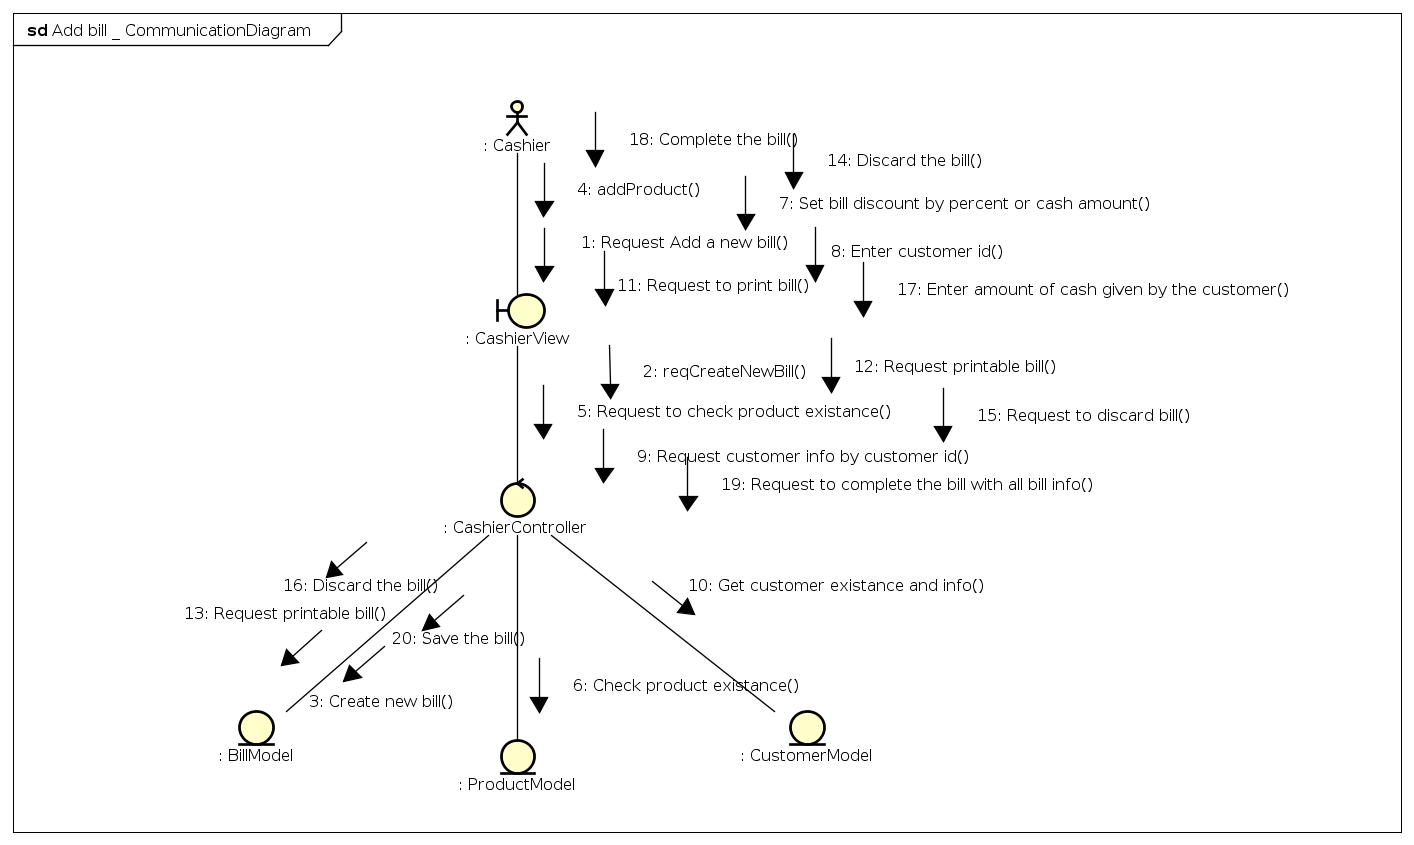 sd Add bill _ CommunicationDiagram
: Cashier
18: Complete the bill()
14: Discard the bill()
4: addProduct()
7: Set bill discount by percent or cash amount()
1: Request Add a new bill()
8: Enter customer id()
11: Request to print bill()
17: Enter amount of cash given by the customer()
: CashierView
2: reqCreateNewBill()
12: Request printable bill()
5: Request to check product existance()
15: Request to discard bill()
9: Request customer info by customer id()
19: Request to complete the bill with all bill info()
: CashierController
16: Discard the bill()
10: Get customer existance and info()
13: Request printable bill()
20: Save the bill()
6: Check product existance()
3: Create new bill()
: BillModel
: CustomerModel
: ProductModel